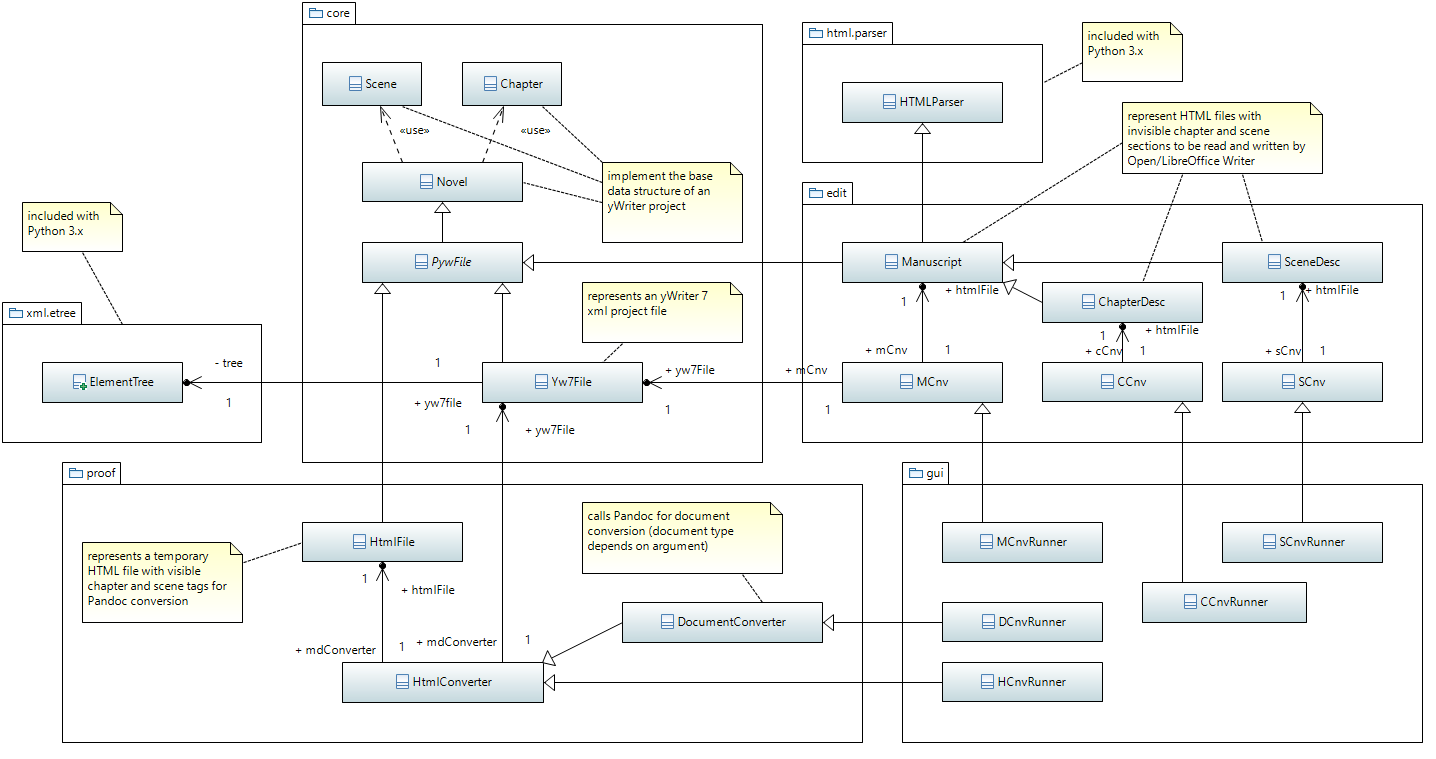 core
Scene
Chapter
«use»
«use»
Novel
implement the base
data structure of an
yWriter project
PywFile
represents an yWriter 7
xml project file
Yw7File
html.parser
included with
Python 3.x
HTMLParser
represent HTML files with
invisible chapter and scene
sections to be read and written by
Open/LibreOffice Writer
edit
Manuscript
SceneDesc
ChapterDesc
+ htmlFile
1
+ htmlFile
1
1
+ htmlFile
+ mCnv
1
+ cCnv
1
+ sCnv
1
MCnv
CCnv
SCnv
included with
Python 3.x
xml.etree
ElementTree
- tree
1
1
+ yw7file
1
+ yw7File
+ yw7File
1
+ mCnv
1
proof
HtmlFile
represents a temporary
HTML file with visible
chapter and scene tags for
Pandoc conversion
calls Pandoc for document
conversion (document type
depends on argument)
1
+ htmlFile
DocumentConverter
+ mdConverter
1
+ mdConverter
1
HtmlConverter
gui
MCnvRunner
SCnvRunner
CCnvRunner
DCnvRunner
HCnvRunner